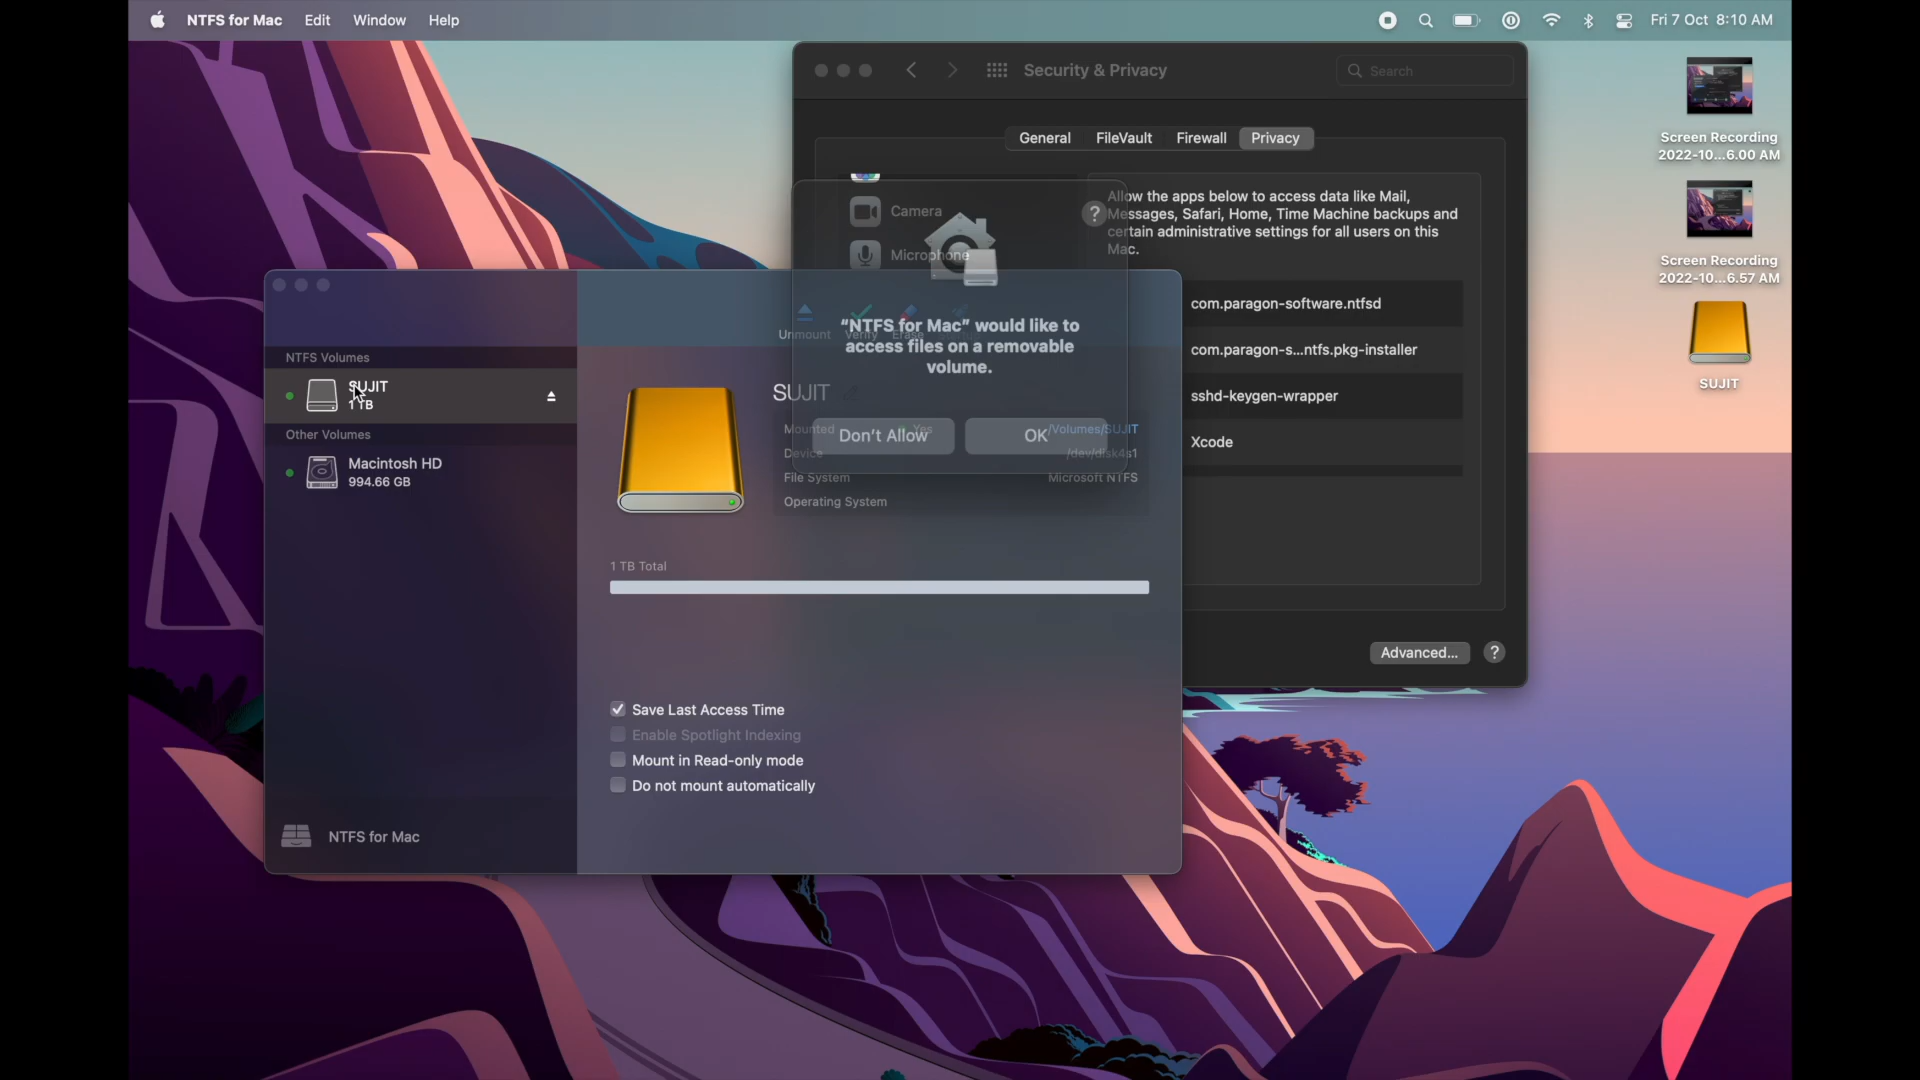 NTFS for Mac Edit Window Help
Fri 7 Oct 8:10 AM
Security & Privacy
Search
General FileVault Firewall Privacy
Camera
Microphone
Allow the apps below to access data like Mail,
Messages, Safari, Home, Time Machine backups and
certain administrative settings for all users on this
Mac.
com.paragon-software.ntfsd
com.paragon-s...ntfs.pkg-installer
sshd-keygen-wrapper
Xcode
Advanced... ?
?
"NTFS for Mac" would like to
access files on a removable
volume.
Don't Allow OK
NTFS Volumes
SUJIT
1 TB
Other Volumes
Macintosh HD
994.66 GB
NTFS for Mac
Unmount Verify Erase
SUJIT
Mounted Yes /Volumes/SUJIT
Device /dev/disk4s1
File System Microsoft NTFS
Operating System
1 TB Total
Save Last Access Time
Enable Spotlight Indexing
Mount in Read-only mode
Do not mount automatically
Screen Recording
2022-10...6.00 AM
Screen Recording
2022-10...6.57 AM
SUJIT